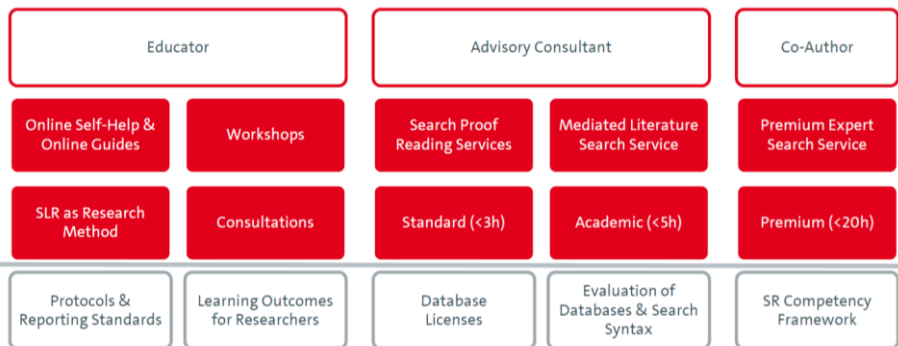 Educator
Advisory Consultant
Co-Author
Online Self-Help &
Online Guides
Workshops
Search Proof
Reading Services
Mediated Literature
Search Service
Premium Expert
Search Service
SLR as Research
Method
Consultations
Standard (<3h)
Academic (<5h)
Premium (<20h)
Protocols &
Reporting Standards
Learning Outcomes
for Researchers
Database
Licenses
Evaluation of
Databases & Search
Syntax
SR Competency
Framework